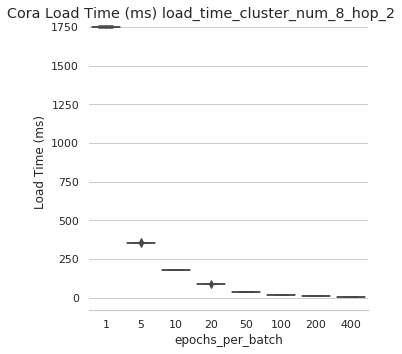 Cora Load Time (ms) load_time_cluster_num_8_hop_2
1750
1500
1250
1000
750
500
250
0
Load Time (ms)
1 5 10 20 50 100 200 400
epochs_per_batch